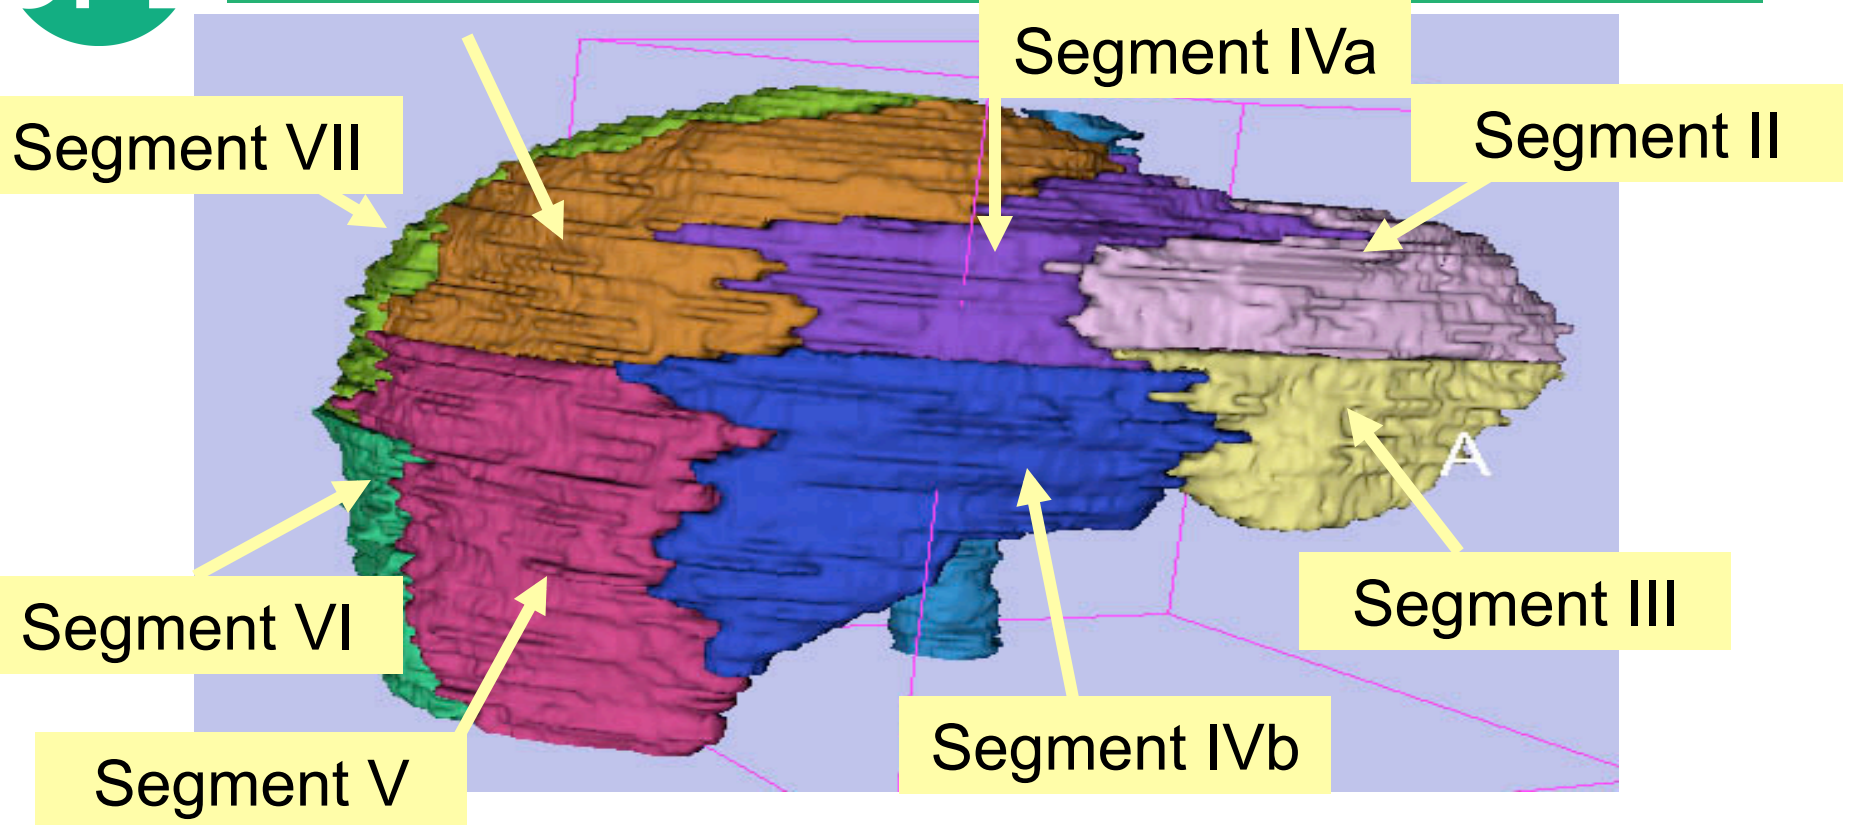 Segment IVa
Segment II
Segment VII
A
Segment III
Segment VI
Segment IVb
Segment V